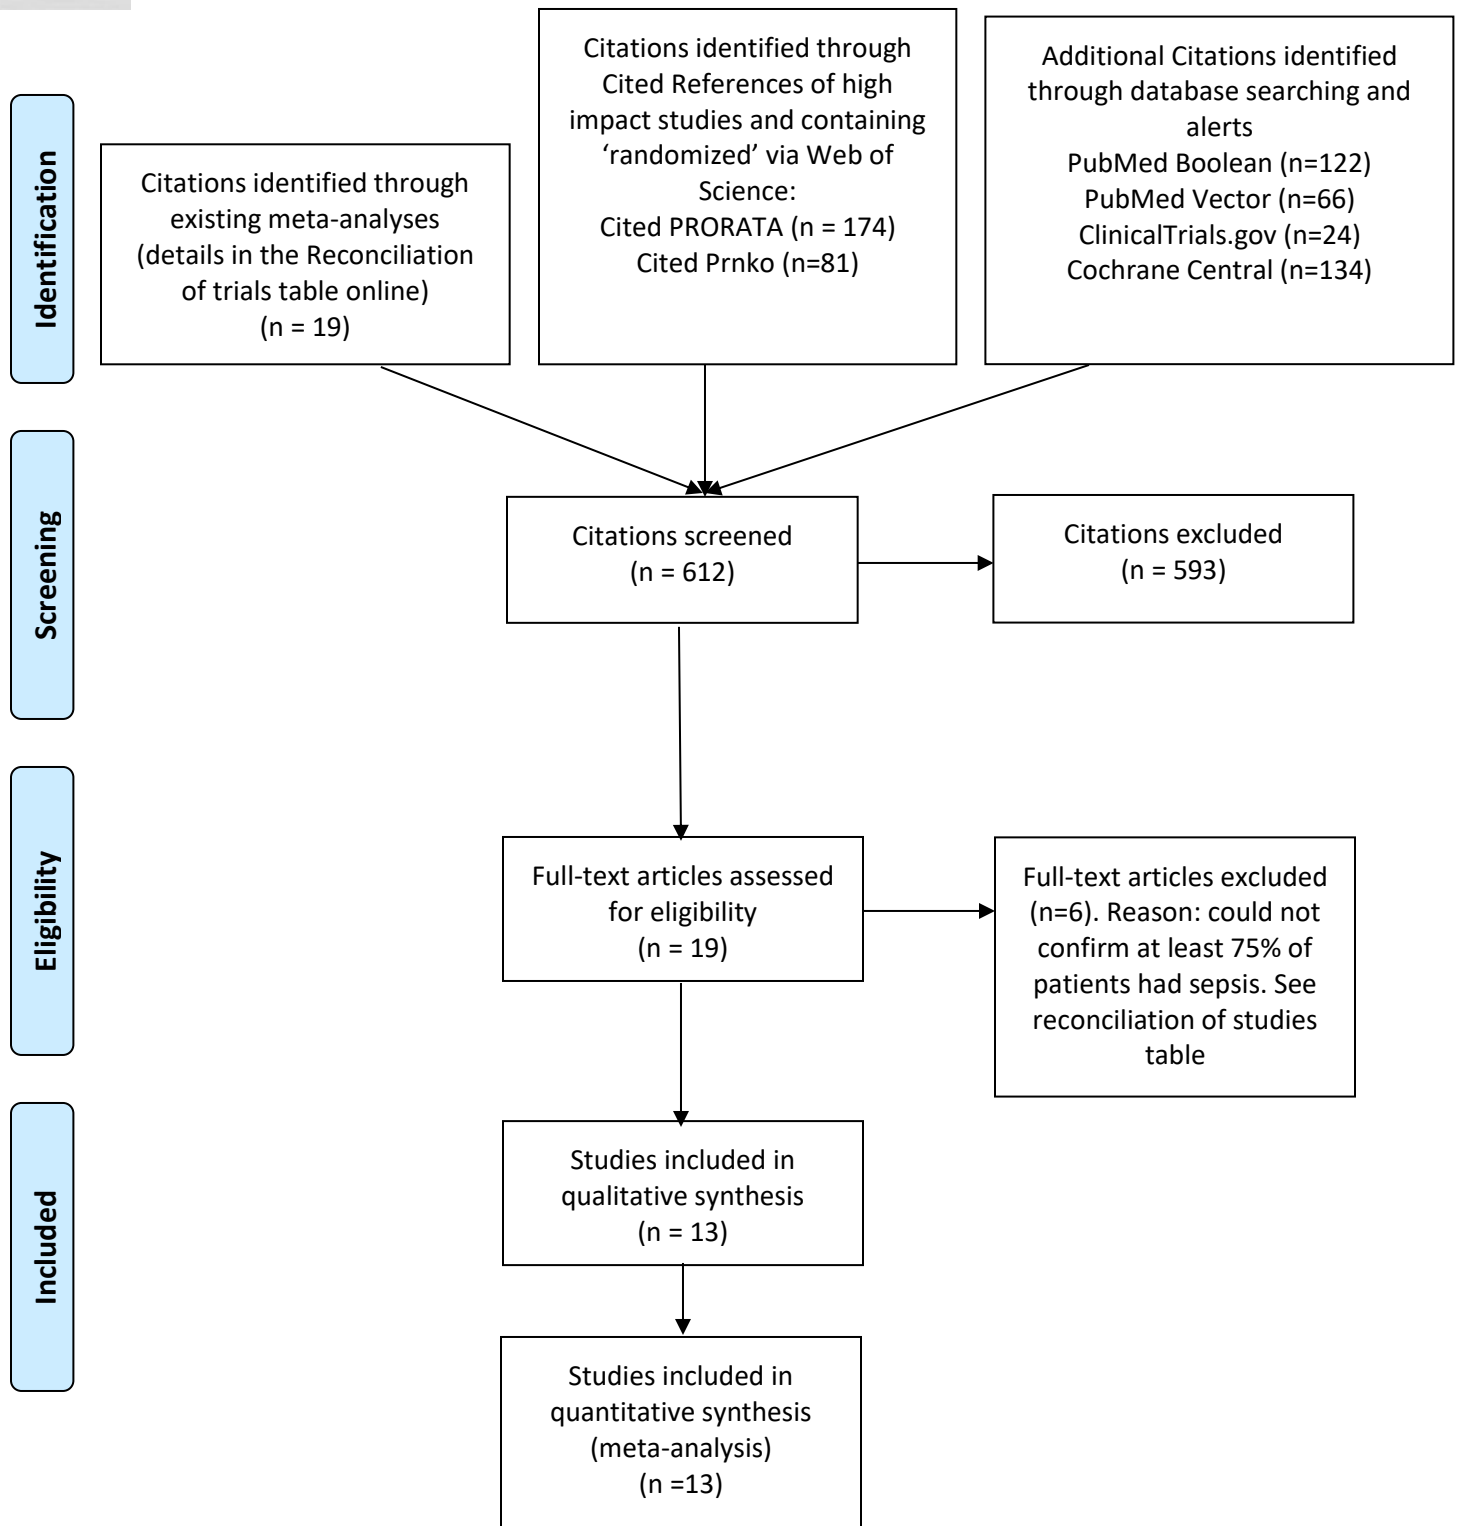 Identification
Citations identified through
existing meta-analyses
(details in the Reconciliation
of trials table online)
(n = 19)
Citations identified through
Cited References of high
impact studies and containing
‘randomized’ via Web of
Science:
Cited PRORATA (n = 174)
Cited Prnko (n=81)
Additional Citations identified
through database searching and
alerts
PubMed Boolean (n=122)
PubMed Vector (n=66)
ClinicalTrials.gov (n=24)
Cochrane Central (n=134)
Screening
Citations screened
(n = 612)
Citations excluded
(n = 593)
Eligibility
Full-text articles assessed
for eligibility
(n = 19)
Full-text articles excluded
(n=6). Reason: could not
confirm at least 75% of
patients had sepsis. See
reconciliation of studies
table
Included
Studies included in
qualitative synthesis
(n = 13)
Studies included in
quantitative synthesis
(meta-analysis)
(n =13)